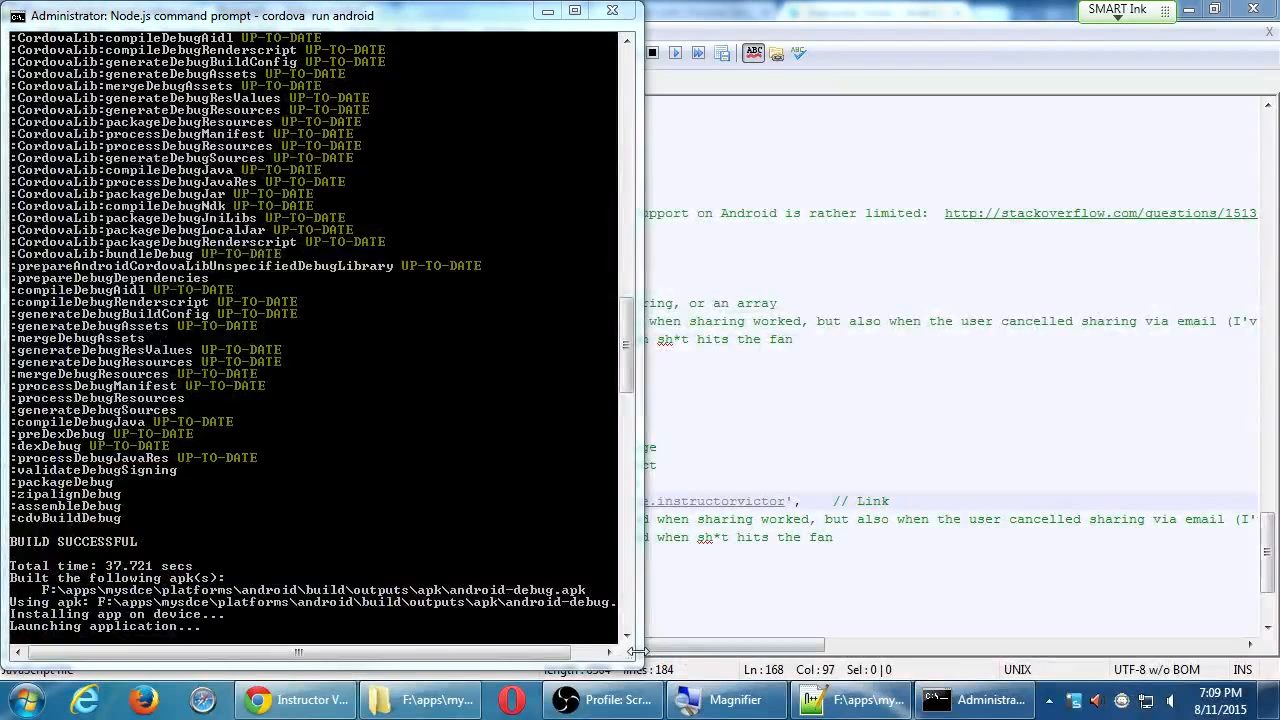 Administrator: Node.js command prompt - cordova  run android
SMART Ink
:CordovaLib:compileDebugAidl UP-TO-DATE
:CordovaLib:compileDebugRenderscript UP-TO-DATE
:CordovaLib:generateDebugBuildConfig UP-TO-DATE
:CordovaLib:generateDebugAssets UP-TO-DATE
:CordovaLib:mergeDebugAssets UP-TO-DATE
:CordovaLib:generateDebugResValues UP-TO-DATE
:CordovaLib:generateDebugResources UP-TO-DATE
:CordovaLib:packageDebugResources UP-TO-DATE
:CordovaLib:processDebugManifest UP-TO-DATE
:CordovaLib:processDebugResources UP-TO-DATE
:CordovaLib:generateDebugSources UP-TO-DATE
:CordovaLib:compileDebugJava UP-TO-DATE
:CordovaLib:processDebugJavaRes UP-TO-DATE
:CordovaLib:packageDebugJar UP-TO-DATE
:CordovaLib:compileDebugNdk UP-TO-DATE
:CordovaLib:packageDebugJniLibs UP-TO-DATE
:CordovaLib:packageDebugLocalJar UP-TO-DATE
:CordovaLib:packageDebugRenderscript UP-TO-DATE
:CordovaLib:bundleDebug UP-TO-DATE
:prepareAndroidCordovaLibUnspecifiedDebugLibrary UP-TO-DATE
:prepareDebugDependencies
:compileDebugAidl UP-TO-DATE
:compileDebugRenderscript UP-TO-DATE
:generateDebugBuildConfig UP-TO-DATE
:generateDebugAssets UP-TO-DATE
:mergeDebugAssets
:generateDebugResValues UP-TO-DATE
:generateDebugResources UP-TO-DATE
:mergeDebugResources UP-TO-DATE
:processDebugManifest UP-TO-DATE
:processDebugResources
:generateDebugSources
:compileDebugJava UP-TO-DATE
:preDexDebug UP-TO-DATE
:dexDebug UP-TO-DATE
:processDebugJavaRes UP-TO-DATE
:validateDebugSigning
:packageDebug
:zipalignDebug
:assembleDebug
:cdvBuildDebug
BUILD SUCCESSFUL
Total time: 37.721 secs
Built the following apk(s):
F:\apps\mysdce\platforms\android\build\outputs\apk\android-debug.apk
Using apk: F:\apps\mysdce\platforms\android\build\outputs\apk\android-debug.
Installing app on device...
Launching application...
ABC
ABC
upport on Android is rather limited:  http://stackoverflow.com/questions/1513
ring, or an array
when sharing worked, but also when the user cancelled sharing via email (I'v
n sh*t hits the fan
ge
ct
e.instructorvictor',    // Link
d when sharing worked, but also when the user cancelled sharing via email (I'
d when sh*t hits the fan
lines : 184
Ln : 168    Col : 97    Sel : 0 | 0
UNIX
UTF-8 w/o BOM
INS
Instructor V...
F:\apps\my...
Profile: Scr...
Magnifier
F:\apps\my...
Administra...
7:09 PM
8/11/2015